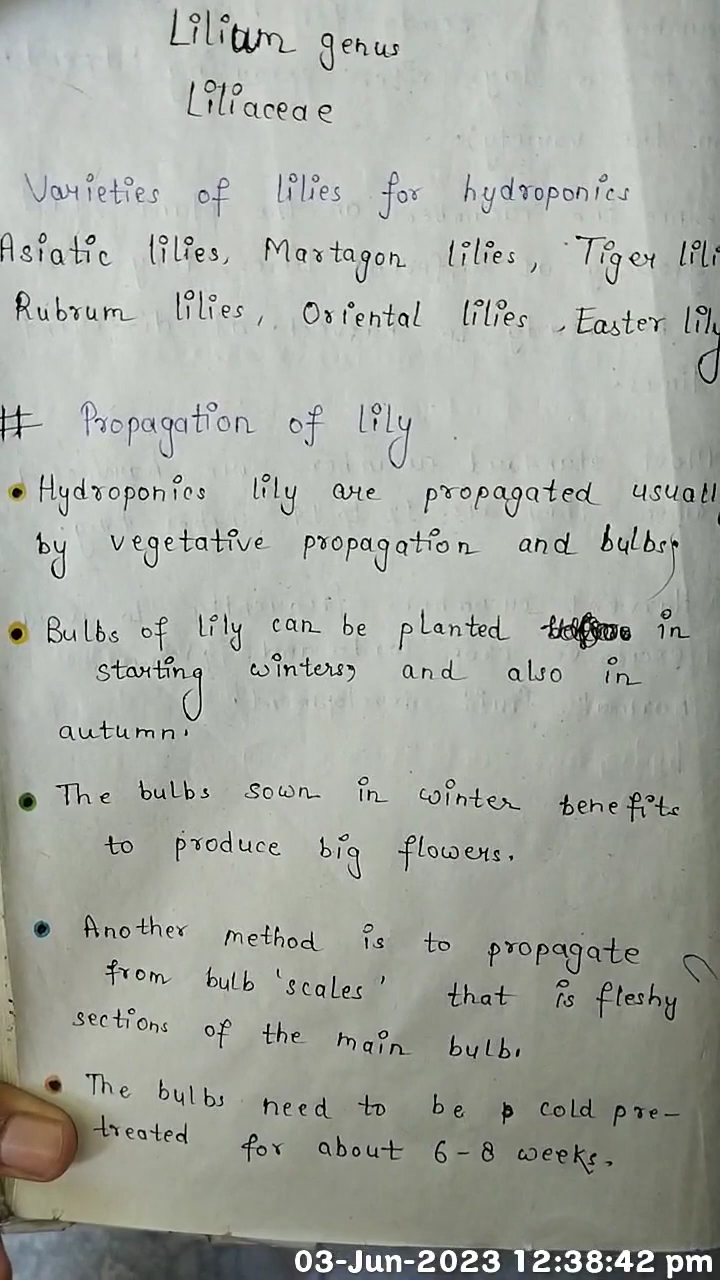 Lilium genus
Liliaceae
Varieties of lilies for hydroponics
Asiatic lilies, Martagon lilies, Tiger lili
Rubrum lilies, Oriental lilies, Easter lily
# Propagation of lily
• Hydroponics lily are propagated usuall
by vegetative propagation and bulbs;
• Bulbs of lily can be planted in
starting winters, and also in
autumn.
• The bulbs sown in winter benefits
to produce big flowers.
• Another method is to propagate
from bulb 'scales' that is fleshy
sections of the main bulb.
• The bulbs need to be cold pre-
treated for about 6-8 weeks.
03-Jun-2023 12:38:42 pm